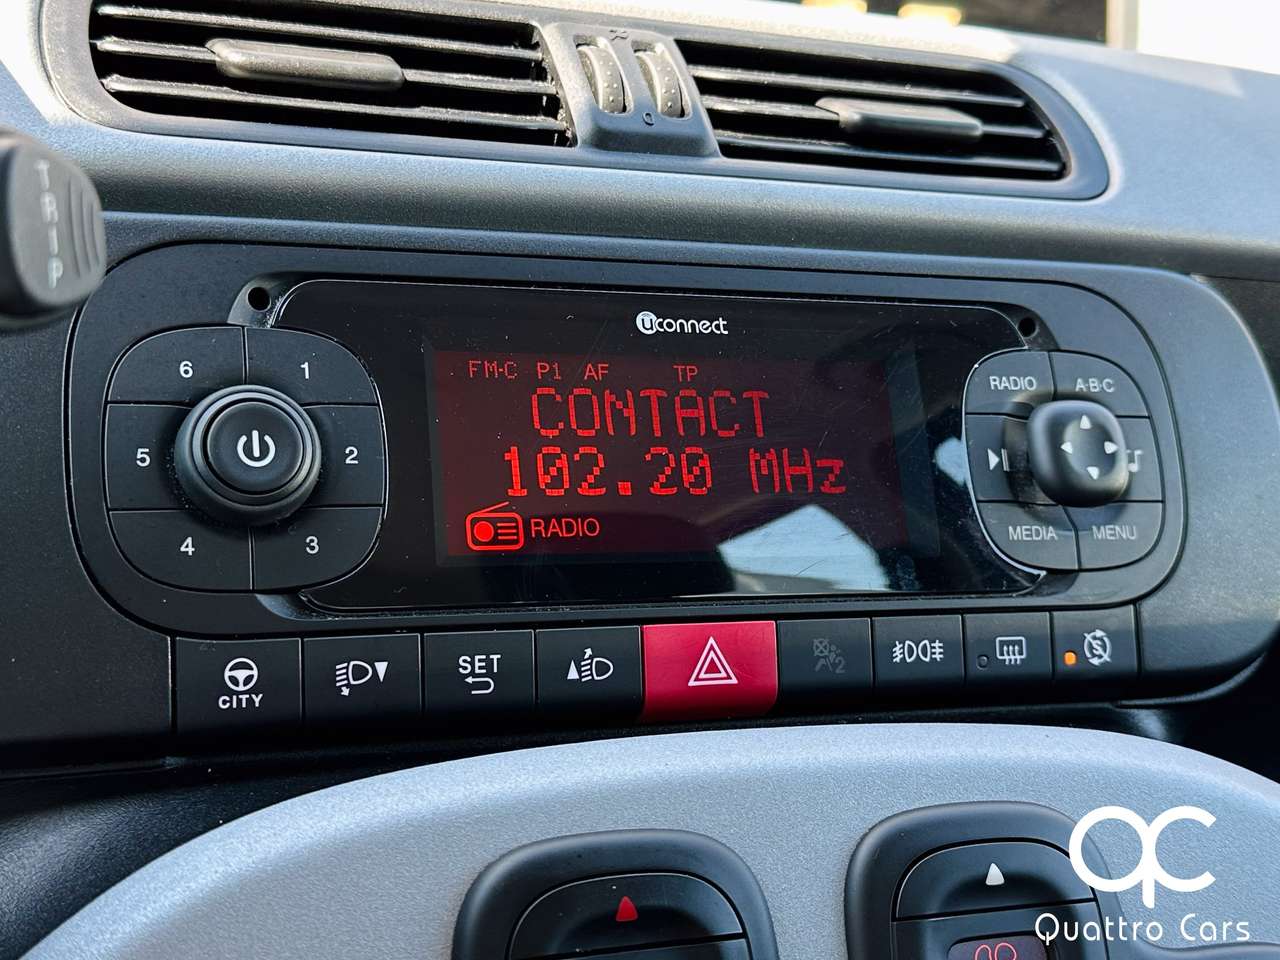 TRIP
uconnect
FM-C P1 AF TP
CONTACT
102.20 MHz
RADIO
6 1
5 2
4 3
RADIO A·B·C
MEDIA MENU
CITY
SET
2
QUATTRO CARS